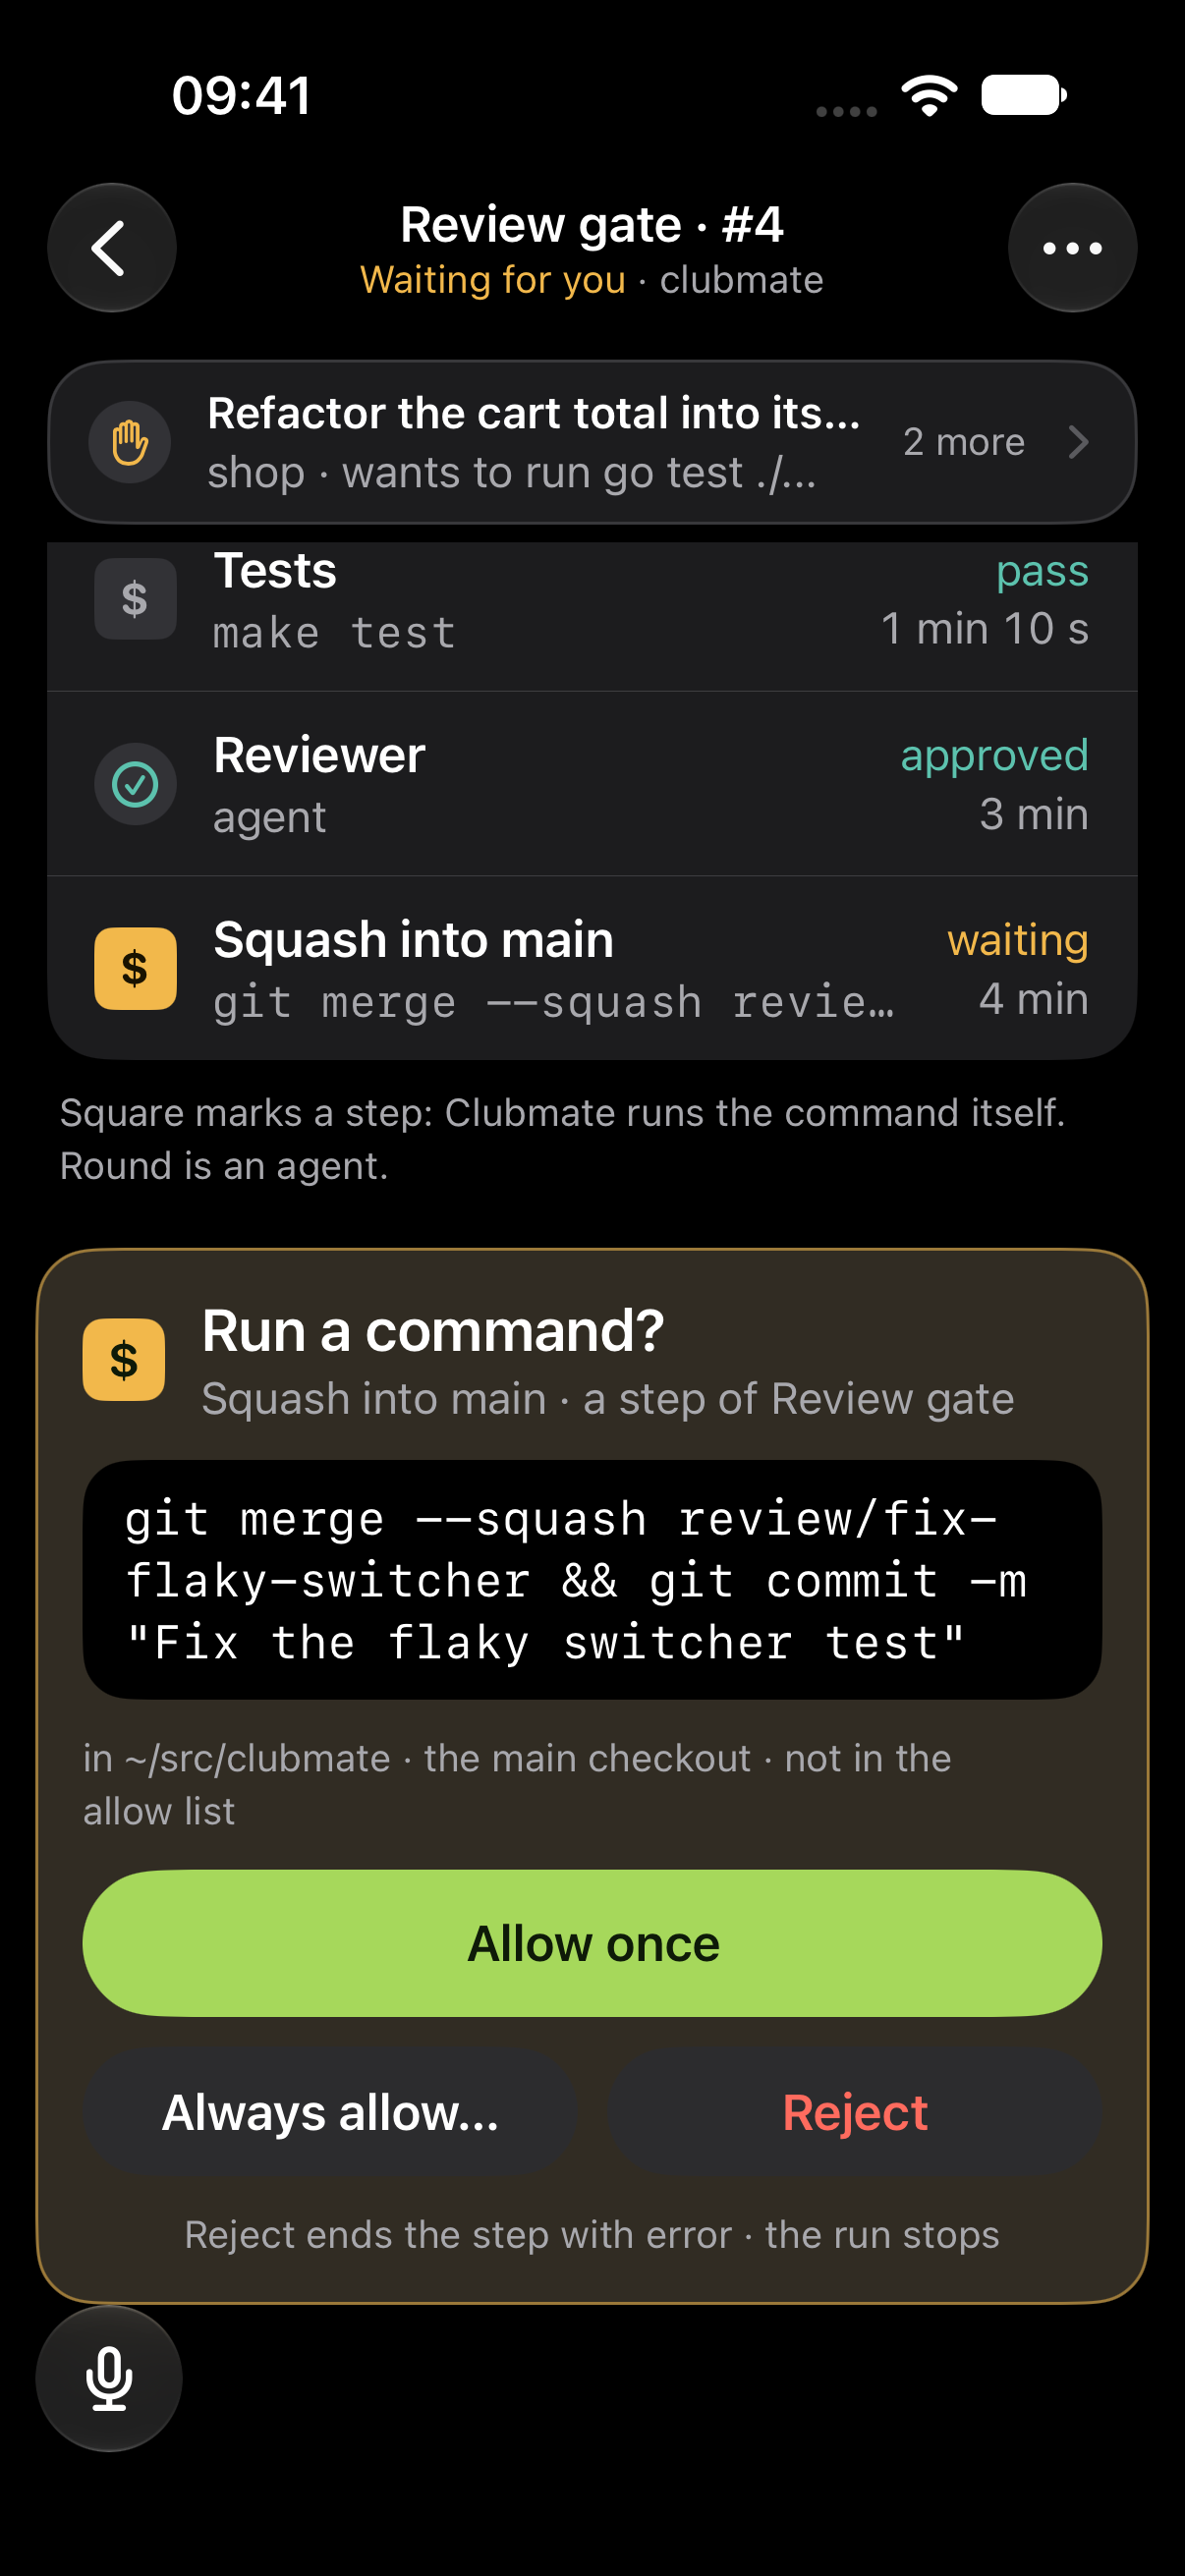 09:41
Review gate · #4
Waiting for you · clubmate
Refactor the cart total into its...
shop · wants to run go test ./...
2 more
$
Tests
pass
make test
1 min 10 s
Reviewer
approved
agent
3 min
$
Squash into main
waiting
git merge --squash revie...
4 min
Square marks a step: Clubmate runs the command itself.
Round is an agent.
$
Run a command?
Squash into main · a step of Review gate
git merge --squash review/fix-
flaky-switcher && git commit -m
"Fix the flaky switcher test"
in ~/src/clubmate · the main checkout · not in the
allow list
Allow once
Always allow...
Reject
Reject ends the step with error · the run stops